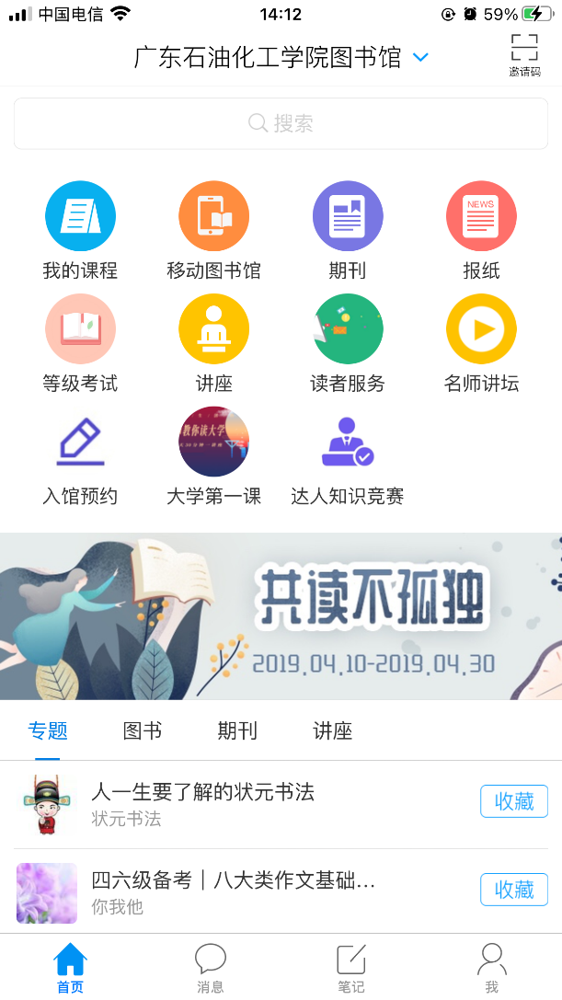 中国电信
14:12
59%
广东石油化工学院图书馆
邀请码
搜索
NEWS
我的课程
移动图书馆
期刊
报纸
等级考试
讲座
读者服务
名师讲坛
教你读大学
入馆预约
大学第一课
达人知识竞赛
共读不孤独
2019.04.10-2019.04.30
专题
图书
期刊
讲座
人一生要了解的状元书法
收藏
状元书法
四六级备考｜八大类作文基础...
收藏
你我他
首页
消息
笔记
我